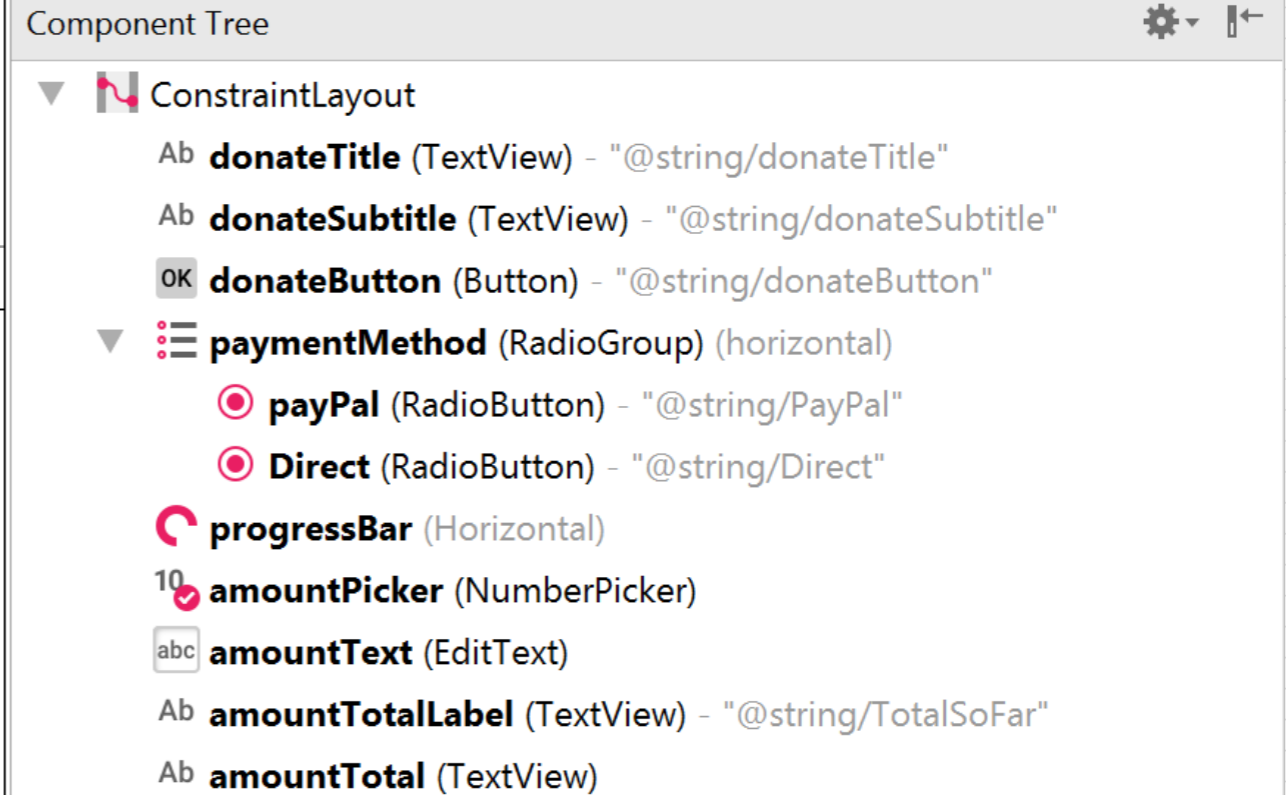 Component Tree
ConstraintLayout
Ab donateTitle (TextView) - "@string/donateTitle"
Ab donateSubtitle (TextView) - "@string/donateSubtitle"
OK donateButton (Button) - "@string/donateButton"
paymentMethod (RadioGroup) (horizontal)
payPal (RadioButton) - "@string/PayPal"
Direct (RadioButton) - "@string/Direct"
progressBar (Horizontal)
10 amountPicker (NumberPicker)
abc amountText (EditText)
Ab amountTotalLabel (TextView) - "@string/TotalSoFar"
Ab amountTotal (TextView)